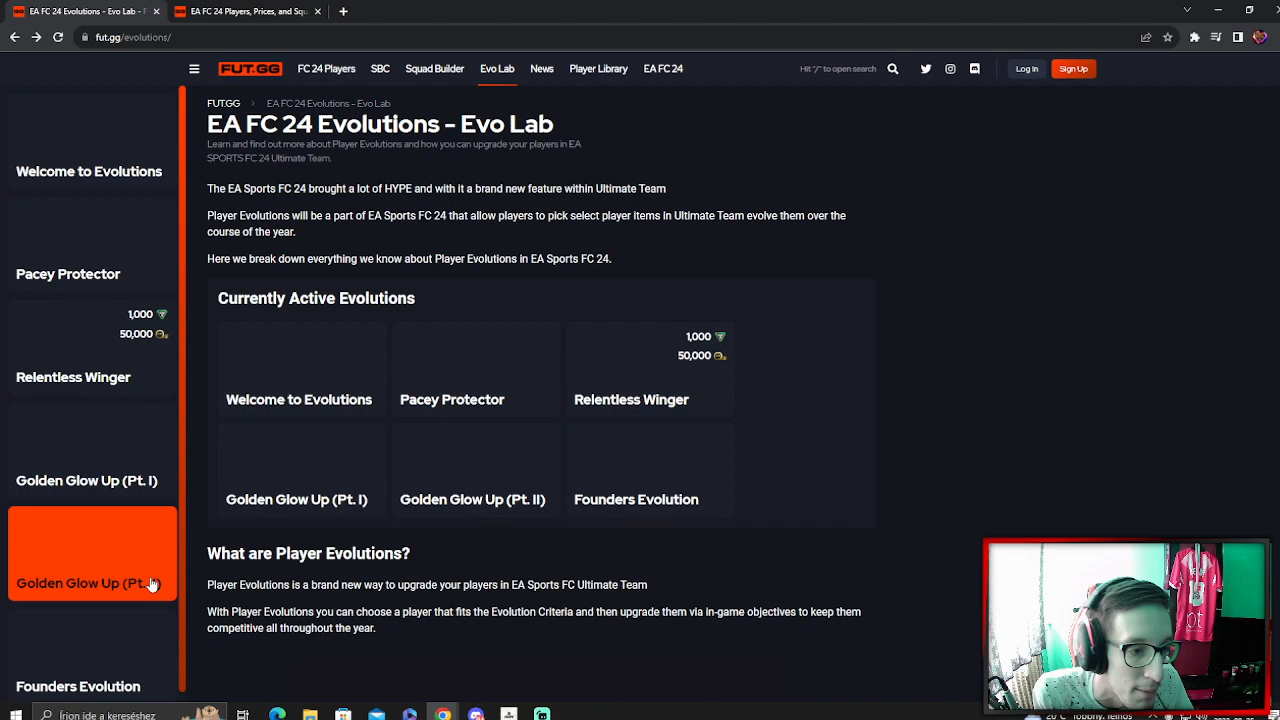 EA FC 24 Evolutions - Evo Lab - F
EA FC 24 Players, Prices, and Squ
fut.gg/evolutions/
FUT.GG
FC 24 Players
SBC
Squad Builder
Evo Lab
News
Player Library
EA FC 24
Hit "/" to open search
Log In
Sign Up
FUT.GG > EA FC 24 Evolutions - Evo Lab
EA FC 24 Evolutions - Evo Lab
Learn and find out more about Player Evolutions and how you can upgrade your players in EA
SPORTS FC 24 Ultimate Team.
The EA Sports FC 24 brought a lot of HYPE and with it a brand new feature within Ultimate Team
Player Evolutions will be a part of EA Sports FC 24 that allow players to pick select player items in Ultimate Team evolve them over the
course of the year.
Here we break down everything we know about Player Evolutions in EA Sports FC 24.
Currently Active Evolutions
Welcome to Evolutions
Pacey Protector
1,000
50,000
Relentless Winger
Golden Glow Up (Pt. I)
Golden Glow Up (Pt. II)
Founders Evolution
What are Player Evolutions?
Player Evolutions is a brand new way to upgrade your players in EA Sports FC Ultimate Team
With Player Evolutions you can choose a player that fits the Evolution Criteria and then upgrade them via in-game objectives to keep them
competitive all throughout the year.
Welcome to Evolutions
Pacey Protector
1,000
50,000
Relentless Winger
Golden Glow Up (Pt. I)
Golden Glow Up (Pt.
Founders Evolution
Írjon ide a kereséshez